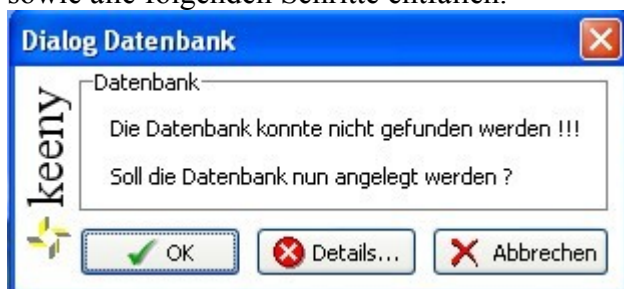 sowie alle folgenden Schritte entfallen.
Dialog Datenbank
keeny
Datenbank
Die Datenbank konnte nicht gefunden werden !!!
Soll die Datenbank nun angelegt werden ?
OK
Details...
Abbrechen